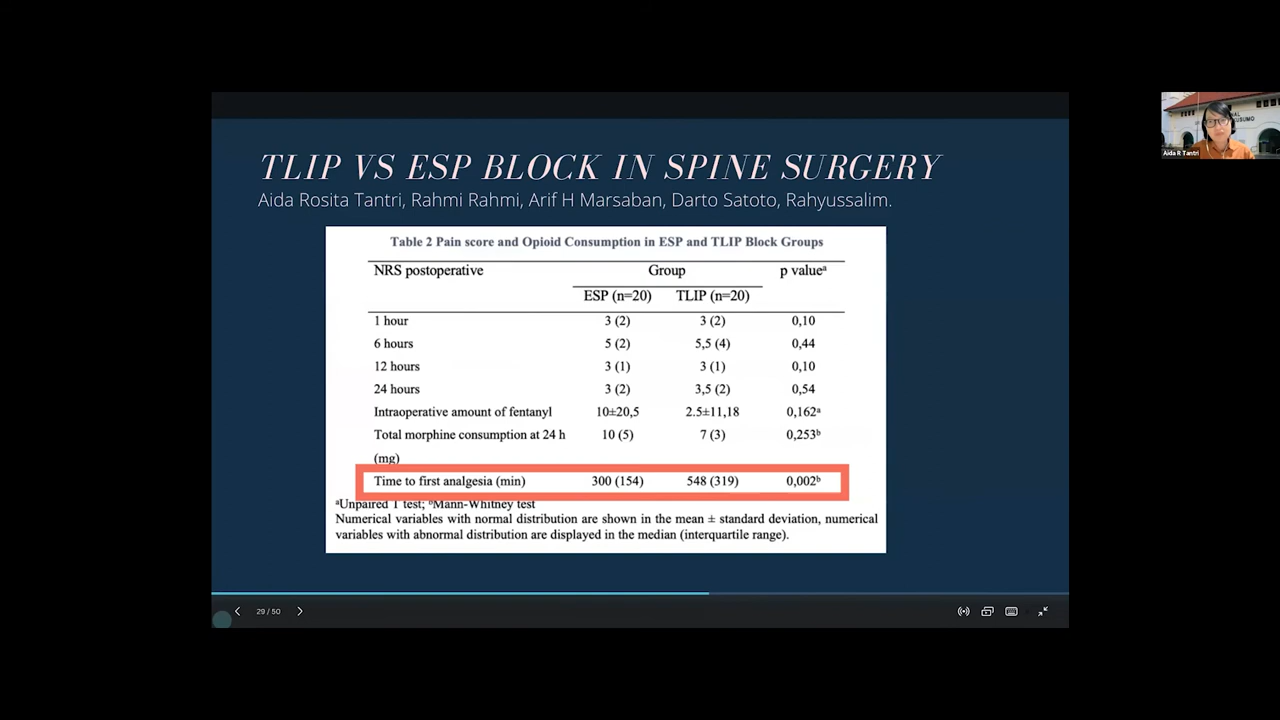 TLIP VS ESP BLOCK IN SPINE SURGERY
Aida Rosita Tantri, Rahmi Rahmi, Arif H Marsaban, Darto Satoto, Rahyussalim.
Table 2 Pain score and Opioid Consumption in ESP and TLIP Block Groups
NRS postoperative Group p valueᵃ
ESP (n=20) TLIP (n=20)
1 hour 3 (2) 3 (2) 0,10
6 hours 5 (2) 5,5 (4) 0,44
12 hours 3 (1) 3 (1) 0,10
24 hours 3 (2) 3,5 (2) 0,54
Intraoperative amount of fentanyl 10±20,5 2.5±11,18 0,162ᵃ
Total morphine consumption at 24 h 10 (5) 7 (3) 0,253ᵇ
(mg)
Time to first analgesia (min) 300 (154) 548 (319) 0,002ᵇ
ᵃUnpaired T test; ᵇMann-Whitney test
Numerical variables with normal distribution are shown in the mean ± standard deviation, numerical
variables with abnormal distribution are displayed in the median (interquartile range).
29 / 50
Aida R Tantri